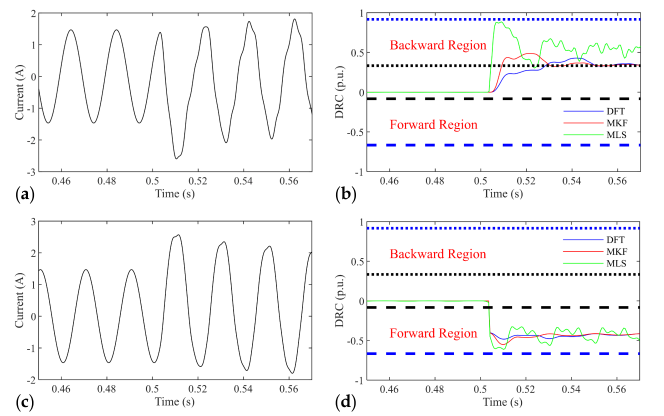 2
1
0
-1
-2
-3
Current (A)
0.46
0.48
0.5
0.52
0.54
0.56
Time (s)
(a)
1
0.5
0
-0.5
-1
DRC (p.u.)
Backward Region
Forward Region
DFT
MKF
MLS
0.46
0.48
0.5
0.52
0.54
0.56
Time (s)
(b)
3
2
1
0
-1
-2
Current (A)
0.46
0.48
0.5
0.52
0.54
0.56
Time (s)
(c)
1
0.5
0
-0.5
-1
DRC (p.u.)
Backward Region
Forward Region
DFT
MKF
MLS
0.46
0.48
0.5
0.52
0.54
0.56
Time (s)
(d)